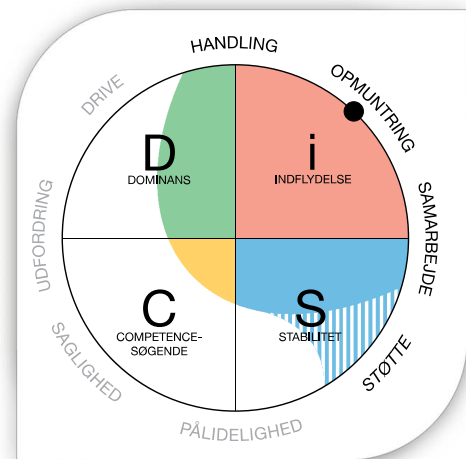 HANDLING
DRIVE
OPMUNTRING
D
DOMINANS
i
INDFLYDELSE
UDFORDRING
SAMARBEJDE
C
COMPETENCE-
SØGENDE
S
STABILITET
SAGLIGHED
STØTTE
PÅLIDELIGHED